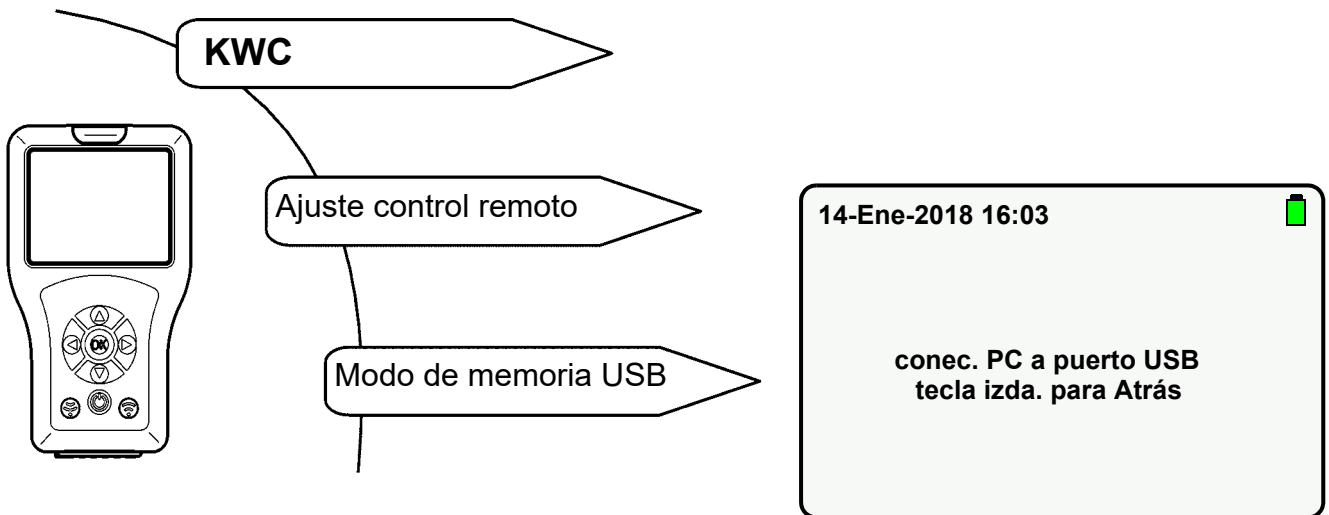 KWC
Ajuste control remoto
Modo de memoria USB
14-Ene-2018 16:03
conec. PC a puerto USB
tecla izda. para Atrás
OK